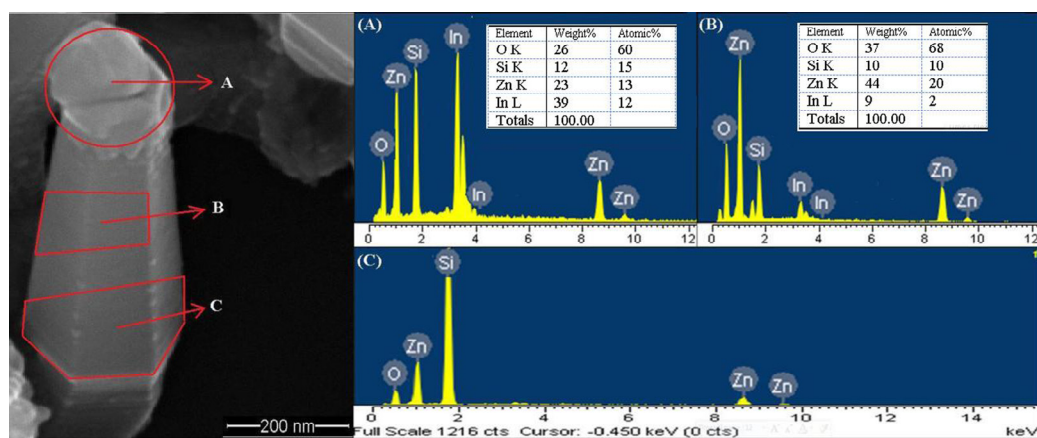 A
B
C
200 nm
(A)
O
Zn
Si
In
In
Zn
Zn
Element Weight% Atomic%
O K 26 60
Si K 12 15
Zn K 23 13
In L 39 12
Totals 100.00
0 2 4 6 8 10 12
(B)
O
Zn
Si
In
In
Zn
Zn
Element Weight% Atomic%
O K 37 68
Si K 10 10
Zn K 44 20
In L 9 2
Totals 100.00
0 2 4 6 8 10 12
(C)
O
Zn
Si
Zn
Zn
0 2 4 6 8 10 12 14
Full Scale 1216 cts Cursor: -0.450 keV (0 cts) keV